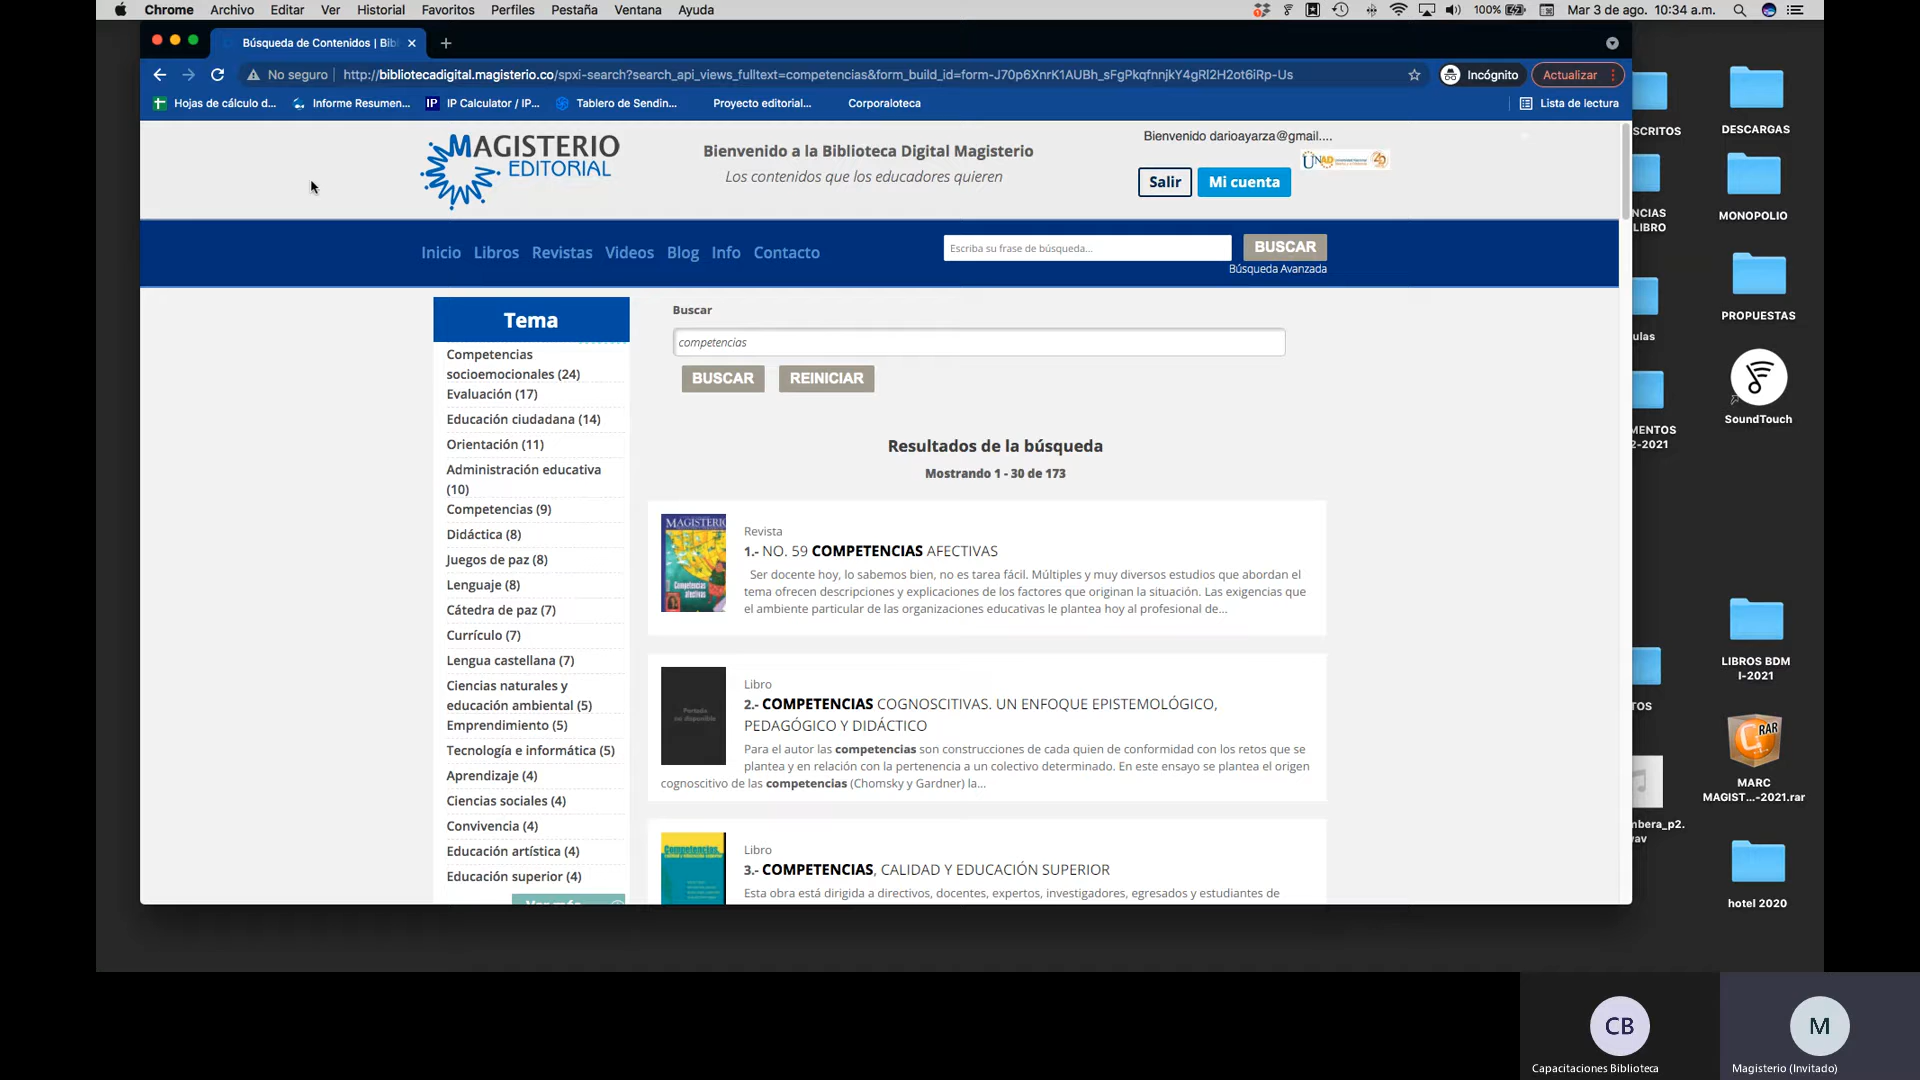 Chrome Archivo Editar Ver Historial Favoritos Perfiles Pestaña Ventana Ayuda
100% Mar 3 de ago. 10:34 a.m.
Búsqueda de Contenidos | Bib
No seguro http://bibliotecadigital.magisterio.co/spxi-search?search_api_views_fulltext=competencias&form_build_id=form-J70p6XnrK1AUBh_sFgPkqfnnjkY4gRI2H2ot6iRp-Us
Incógnito Actualizar
Hojas de cálculo d... Informe Resumen... IP IP Calculator / IP... Tablero de Sendin... Proyecto editorial... Corporaloteca Lista de lectura
MAGISTERIO
EDITORIAL
Bienvenido a la Biblioteca Digital Magisterio
Los contenidos que los educadores quieren
Bienvenido darioayarza@gmail....
UNAD
Salir Mi cuenta
Inicio Libros Revistas Videos Blog Info Contacto
Escriba su frase de búsqueda... BUSCAR
Búsqueda Avanzada
Tema
Competencias
socioemocionales (24)
Evaluación (17)
Educación ciudadana (14)
Orientación (11)
Administración educativa
(10)
Competencias (9)
Didáctica (8)
Juegos de paz (8)
Lenguaje (8)
Cátedra de paz (7)
Currículo (7)
Lengua castellana (7)
Ciencias naturales y
educación ambiental (5)
Emprendimiento (5)
Tecnología e informática (5)
Aprendizaje (4)
Ciencias sociales (4)
Convivencia (4)
Educación artística (4)
Educación superior (4)
Buscar
competencias
BUSCAR REINICIAR
Resultados de la búsqueda
Mostrando 1 - 30 de 173
MAGISTERIO
Competencias
afectivas
Revista
1.- NO. 59 COMPETENCIAS AFECTIVAS
Ser docente hoy, lo sabemos bien, no es tarea fácil. Múltiples y muy diversos estudios que abordan el
tema ofrecen descripciones y explicaciones de los factores que originan la situación. Las exigencias que
el ambiente particular de las organizaciones educativas le plantea hoy al profesional de...
Portada
no disponible
Libro
2.- COMPETENCIAS COGNOSCITIVAS. UN ENFOQUE EPISTEMOLÓGICO,
PEDAGÓGICO Y DIDÁCTICO
Para el autor las competencias son construcciones de cada quien de conformidad con los retos que se
plantea y en relación con la pertenencia a un colectivo determinado. En este ensayo se plantea el origen
cognoscitivo de las competencias (Chomsky y Gardner) la...
Competencias,
Libro
3.- COMPETENCIAS, CALIDAD Y EDUCACIÓN SUPERIOR
Esta obra está dirigida a directivos, docentes, expertos, investigadores, egresados y estudiantes de
SCRITOS
DESCARGAS
NCIAS
LIBRO
MONOPOLIO
ulas
PROPUESTAS
MENTOS
2-2021
SoundTouch
TOS
LIBROS BDM
I-2021
RAR
MARC
MAGIST...-2021.rar
mbera_p2.
wav
hotel 2020
CB
Capacitaciones Biblioteca
M
Magisterio (Invitado)